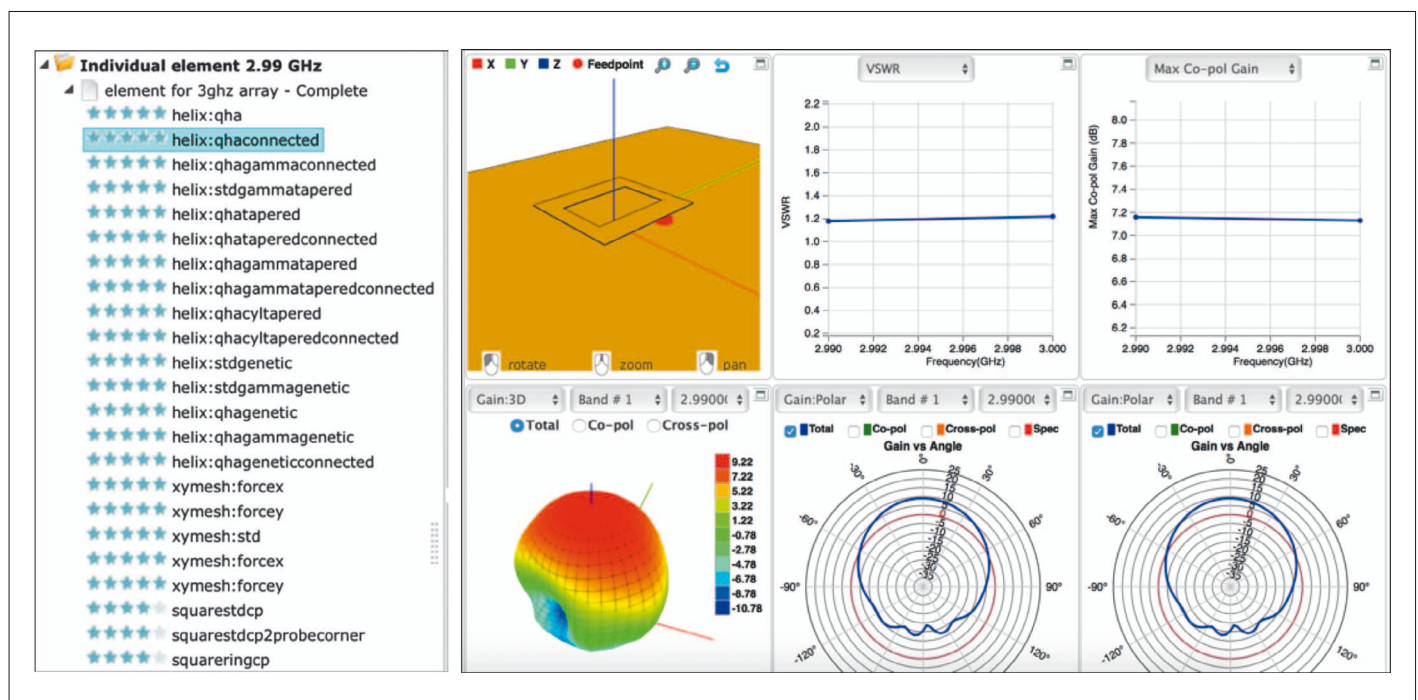 Individual element 2.99 GHz
element for 3ghz array - Complete
helix:qha
helix:qhaconnected
helix:qhagammaconnected
helix:stdgammatapered
helix:qhatapered
helix:qhataperedconnected
helix:qhagammatapered
helix:qhagammataperedconnected
helix:qhacyltapered
helix:qhacyltaperedconnected
helix:stdgenetic
helix:stdgammagenetic
helix:qhagenetic
helix:qhagammagenetic
helix:qhageneticconnected
xymesh:forcex
xymesh:forcey
xymesh:std
xymesh:forcex
xymesh:forcey
squarestdcp
squarestdcp2probecorner
squareringcp
X Y Z Feedpoint
rotate zoom pan
VSWR
VSWR
2.2
2.0
1.8
1.6
1.4
1.2
1.0
0.8
0.6
0.4
0.2
2.990 2.992 2.994 2.996 2.998 3.000
Frequency(GHz)
Max Co-pol Gain
Max Co-pol Gain (dB)
8.0
7.8
7.6
7.4
7.2
7.0
6.8
6.6
6.4
6.2
2.990 2.992 2.994 2.996 2.998 3.000
Frequency(GHz)
Gain:3D Band # 1
Total Co-pol Cross-pol
9.22
7.22
5.22
3.22
1.22
-0.78
-2.78
-4.78
-6.78
-8.78
-10.78
Gain:Polar Band # 1
Total Co-pol Cross-pol Spec
Gain vs Angle
0°
-30° 30°
-60° 60°
-90° 90°
-120° 120°
Gain:Polar Band # 1
Total Co-pol Cross-pol Spec
Gain vs Angle
0°
-30° 30°
-60° 60°
-90° 90°
-120° 120°